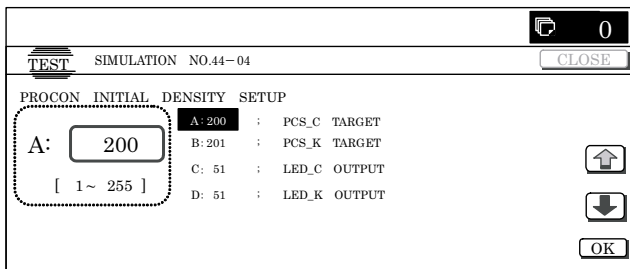 0
TEST SIMULATION NO.44-04 CLOSE
PROCON INITIAL DENSITY SETUP
A: 200
[ 1~ 255 ]
A: 200 ; PCS_C TARGET
B: 201 ; PCS_K TARGET
C: 51 ; LED_C OUTPUT
D: 51 ; LED_K OUTPUT
OK